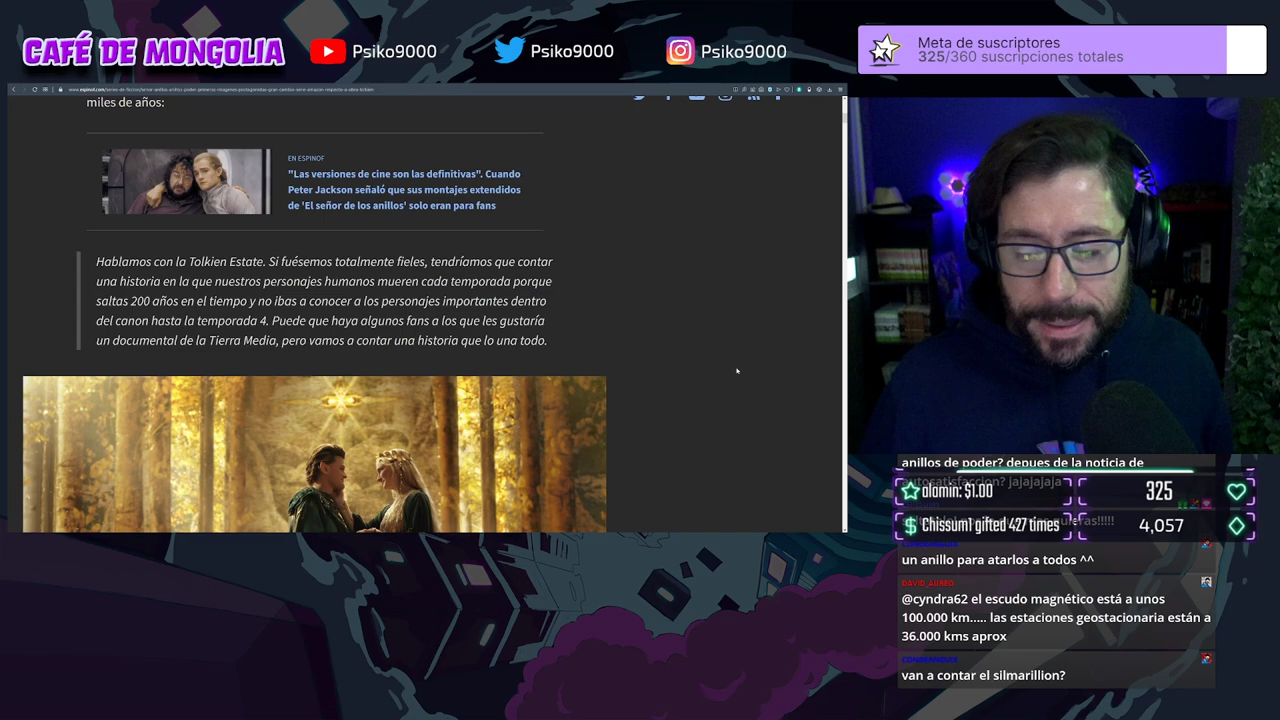 CAFÉ DE MONGOLIA
Psiko9000
Psiko9000
Psiko9000
Meta de suscriptores
325/360 suscripciones totales
miles de años:
EN ESPINOF
"Las versiones de cine son las definitivas". Cuando
Peter Jackson señaló que sus montajes extendidos
de 'El señor de los anillos' solo eran para fans
Hablamos con la Tolkien Estate. Si fuésemos totalmente fieles, tendríamos que contar
una historia en la que nuestros personajes humanos mueren cada temporada porque
saltas 200 años en el tiempo y no ibas a conocer a los personajes importantes dentro
del canon hasta la temporada 4. Puede que haya algunos fans a los que les gustaría
un documental de la Tierra Media, pero vamos a contar una historia que lo una todo.
anillos de poder? depues de la noticia de
autosatisfaccion? jajajajaja
alamin: $1.00
325
Chissum1 gifted 427 times
4,057
un anillo para atarlos a todos ^^
DAVID_AURED
@cyndra62 el escudo magnético está a unos
100.000 km..... las estaciones geostacionaria están a
36.000 kms aprox
van a contar el silmarillion?